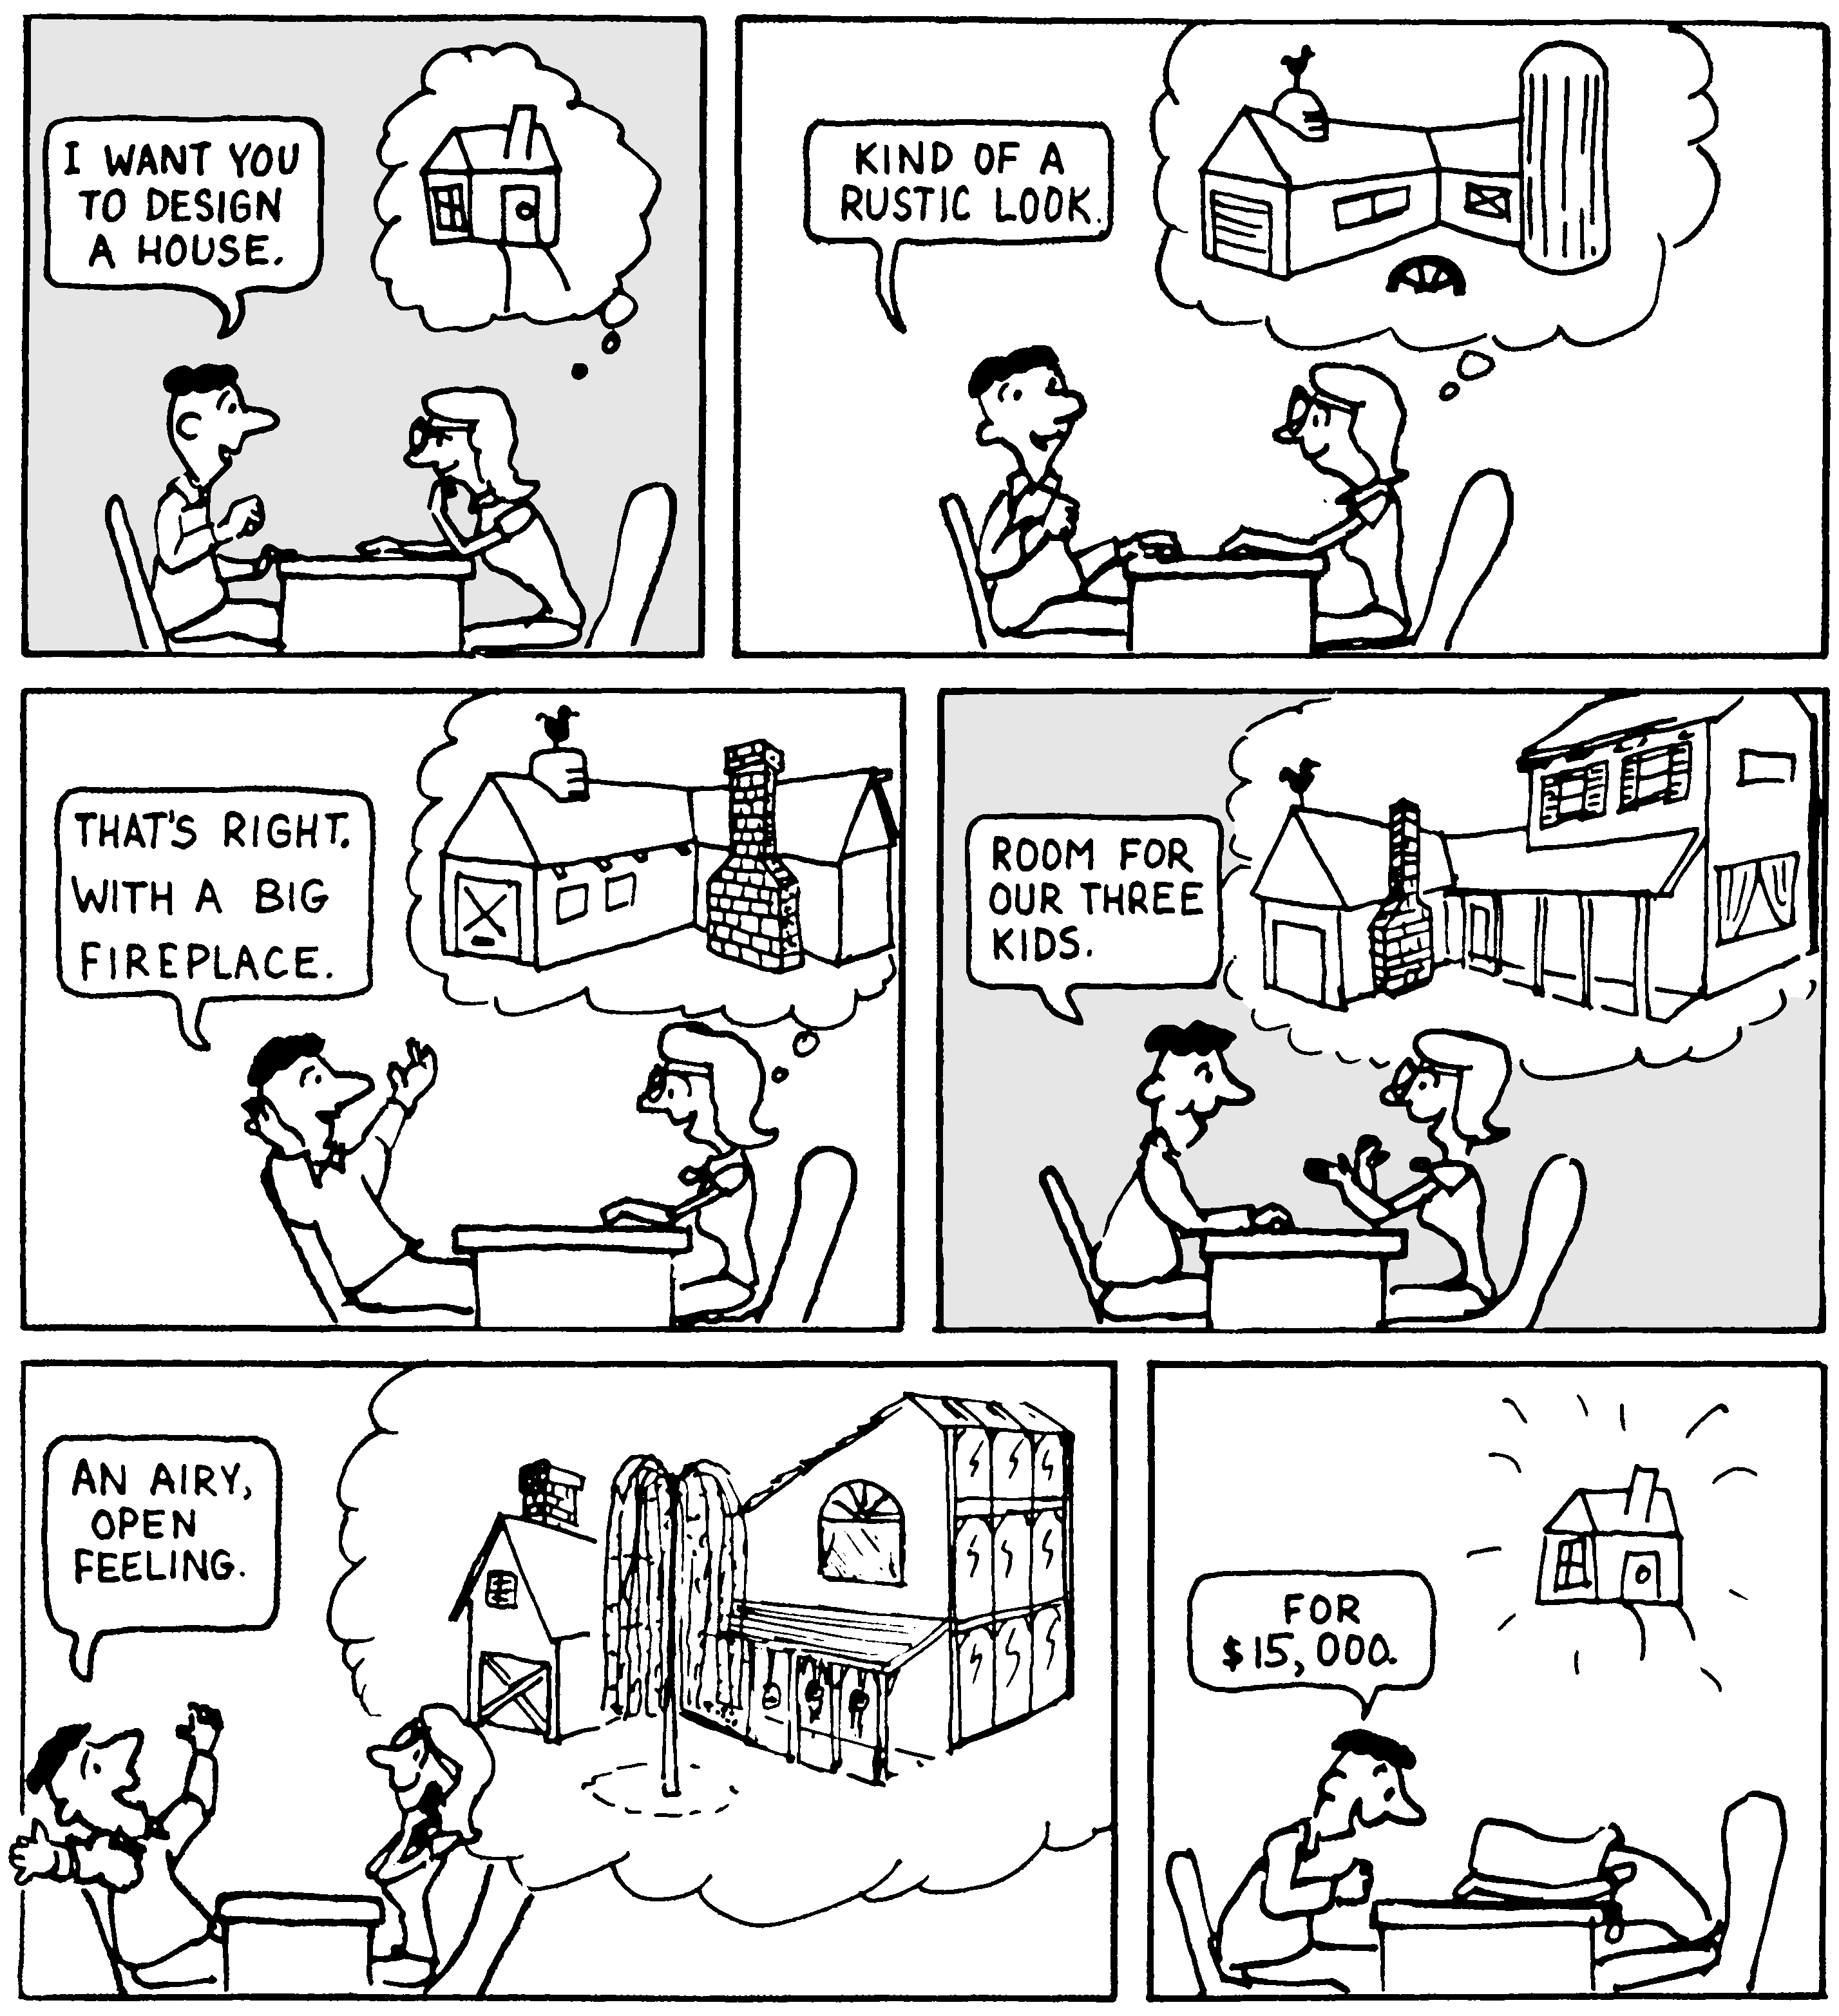 I WANT YOU
TO DESIGN
A HOUSE.
KIND OF A
RUSTIC LOOK.
THAT'S RIGHT.
WITH A BIG
FIREPLACE.
ROOM FOR
OUR THREE
KIDS.
AN AIRY,
OPEN
FEELING.
FOR
$15,000.